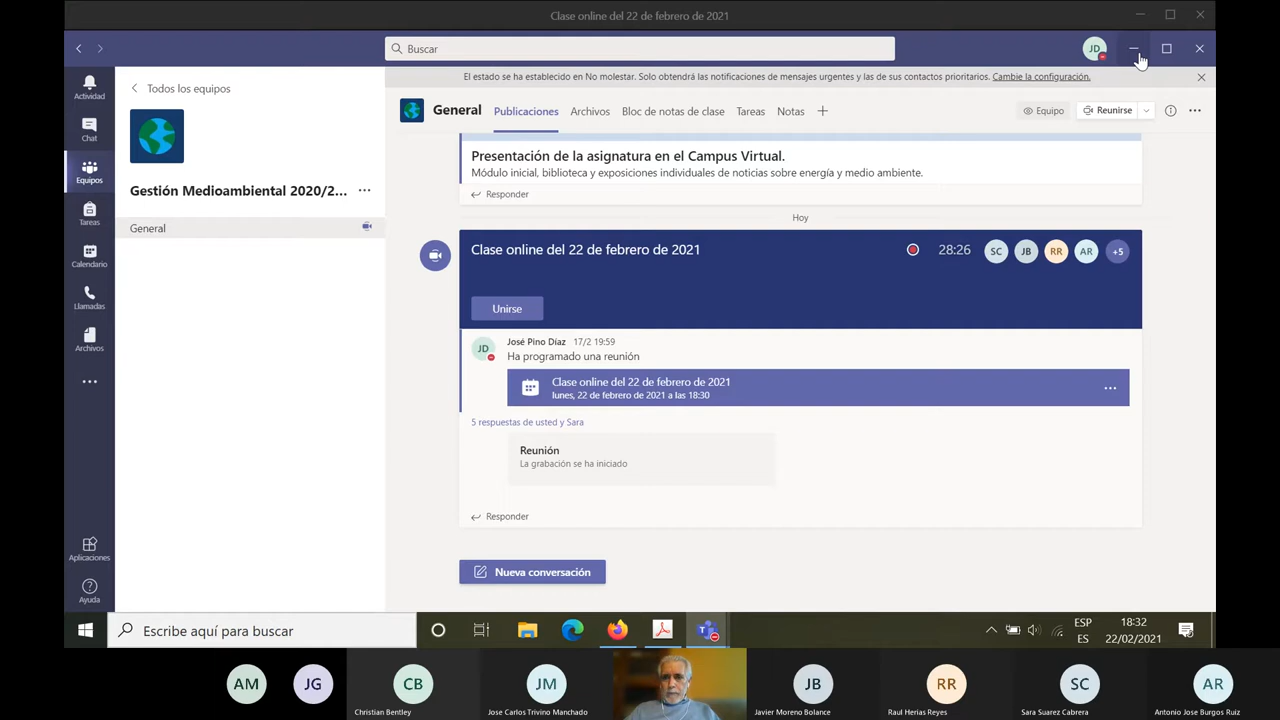 Clase online del 22 de febrero de 2021
Buscar
JD
El estado se ha establecido en No molestar. Solo obtendrá las notificaciones de mensajes urgentes y las de sus contactos prioritarios. Cambie la configuración.
Actividad
Chat
Equipos
Tareas
Calendario
Llamadas
Archivos
Aplicaciones
Ayuda
Todos los equipos
Gestión Medioambiental 2020/2...
General
General
Publicaciones
Archivos
Bloc de notas de clase
Tareas
Notas
Equipo
Reunirse
Presentación de la asignatura en el Campus Virtual.
Módulo inicial, biblioteca y exposiciones individuales de noticias sobre energía y medio ambiente.
Responder
Hoy
Clase online del 22 de febrero de 2021
28:26
SC
JB
RR
AR
+5
Unirse
JD
José Pino Díaz 17/2 19:59
Ha programado una reunión
Clase online del 22 de febrero de 2021
lunes, 22 de febrero de 2021 a las 18:30
5 respuestas de usted y Sara
Reunión
La grabación se ha iniciado
Responder
Nueva conversación
Escribe aquí para buscar
ESP
ES
18:32
22/02/2021
AM
JG
CB
Christian Bentley
JM
Jose Carlos Trivino Manchado
JB
Javier Moreno Bolance
RR
Raul Herias Reyes
SC
Sara Suarez Cabrera
AR
Antonio Jose Burgos Ruiz